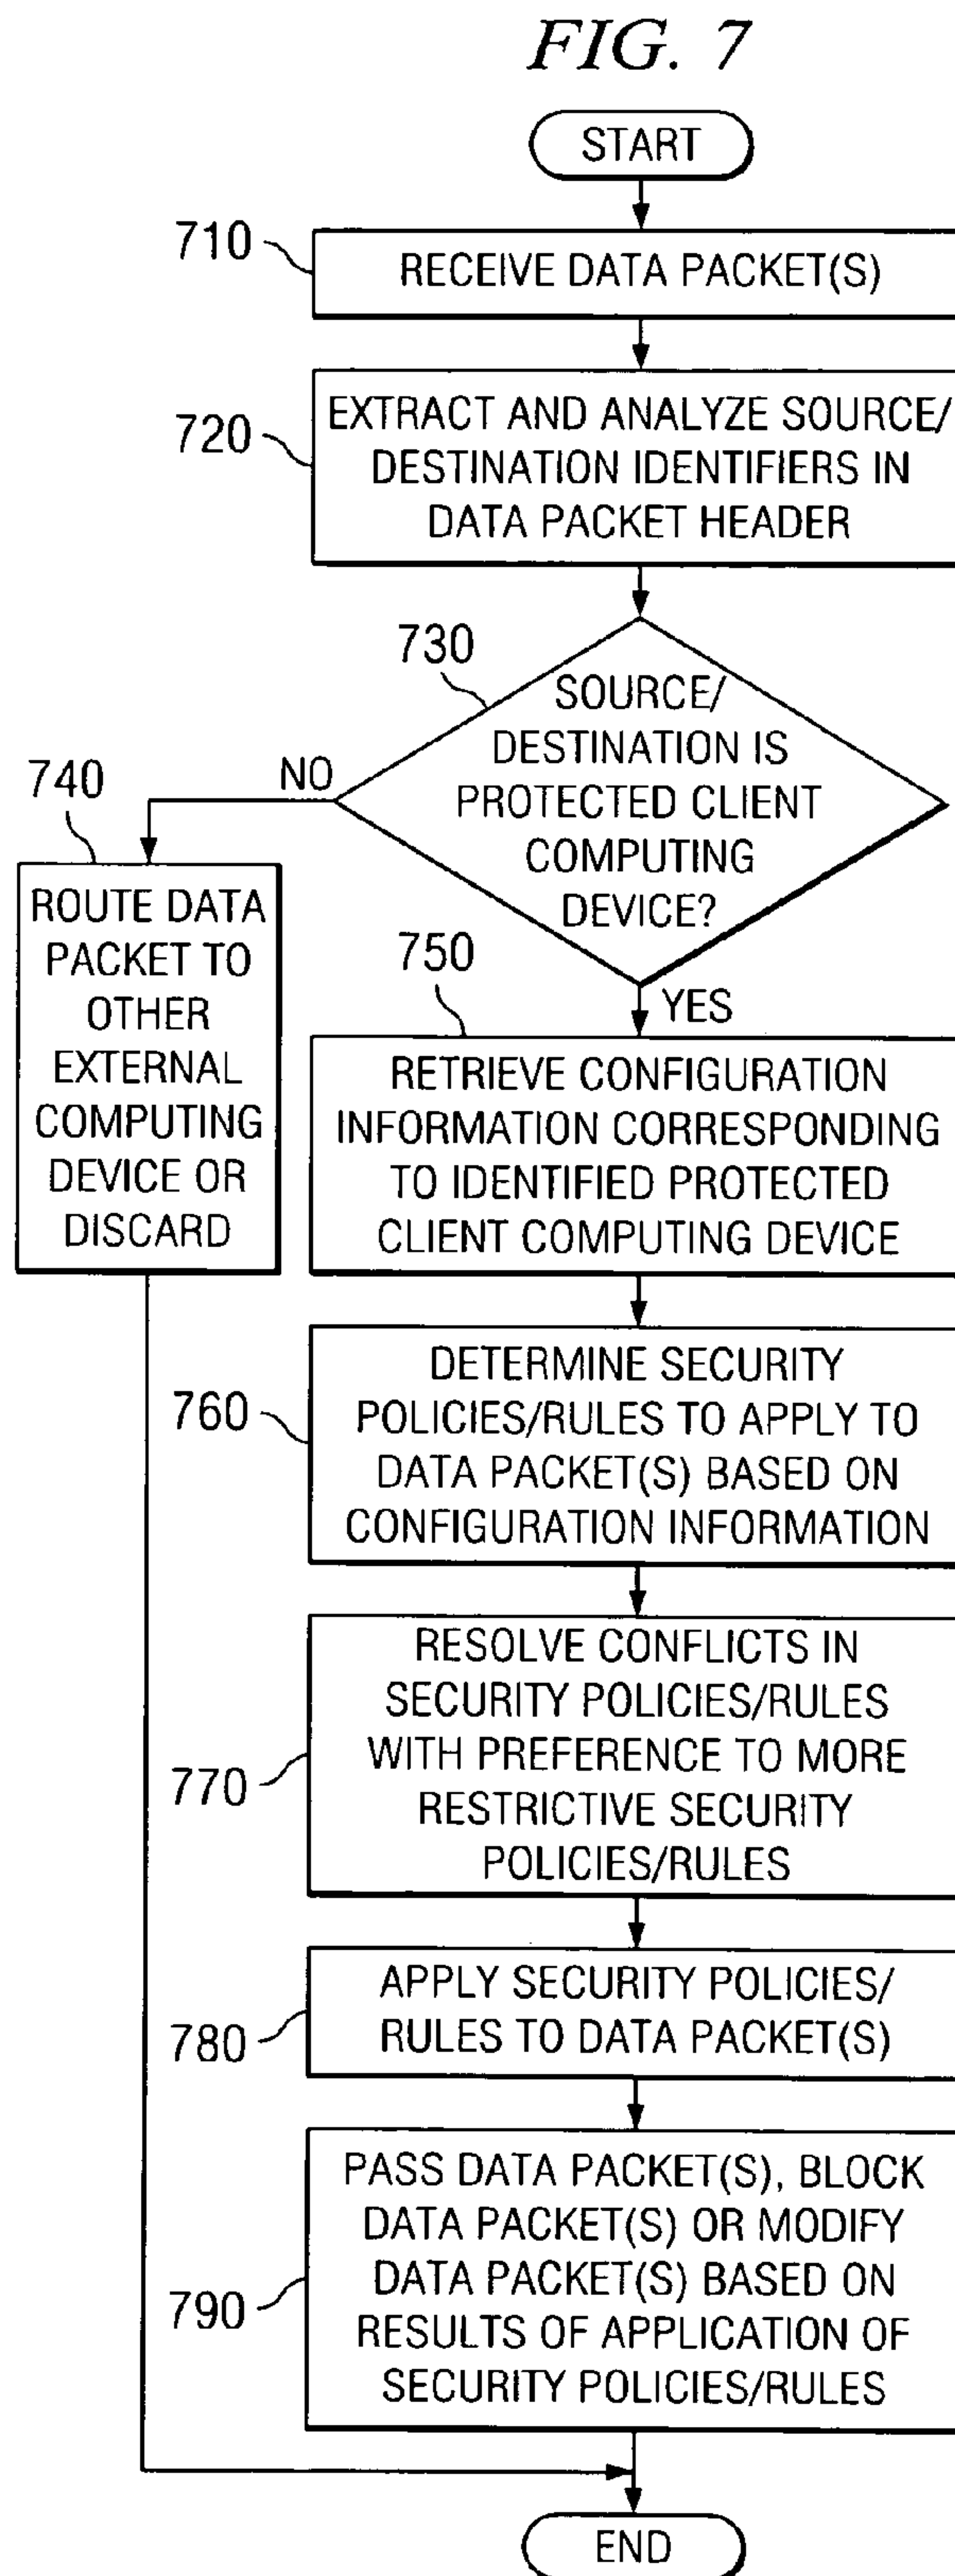 FIG. 7
START
710
RECEIVE DATA PACKET(S)
720
EXTRACT AND ANALYZE SOURCE/
DESTINATION IDENTIFIERS IN
DATA PACKET HEADER
730
SOURCE/
DESTINATION IS
PROTECTED CLIENT
COMPUTING
DEVICE?
NO
740
ROUTE DATA
PACKET TO
OTHER
EXTERNAL
COMPUTING
DEVICE OR
DISCARD
YES
750
RETRIEVE CONFIGURATION
INFORMATION CORRESPONDING
TO IDENTIFIED PROTECTED
CLIENT COMPUTING DEVICE
760
DETERMINE SECURITY
POLICIES/RULES TO APPLY TO
DATA PACKET(S) BASED ON
CONFIGURATION INFORMATION
770
RESOLVE CONFLICTS IN
SECURITY POLICIES/RULES
WITH PREFERENCE TO MORE
RESTRICTIVE SECURITY
POLICIES/RULES
780
APPLY SECURITY POLICIES/
RULES TO DATA PACKET(S)
790
PASS DATA PACKET(S), BLOCK
DATA PACKET(S) OR MODIFY
DATA PACKET(S) BASED ON
RESULTS OF APPLICATION OF
SECURITY POLICIES/RULES
END